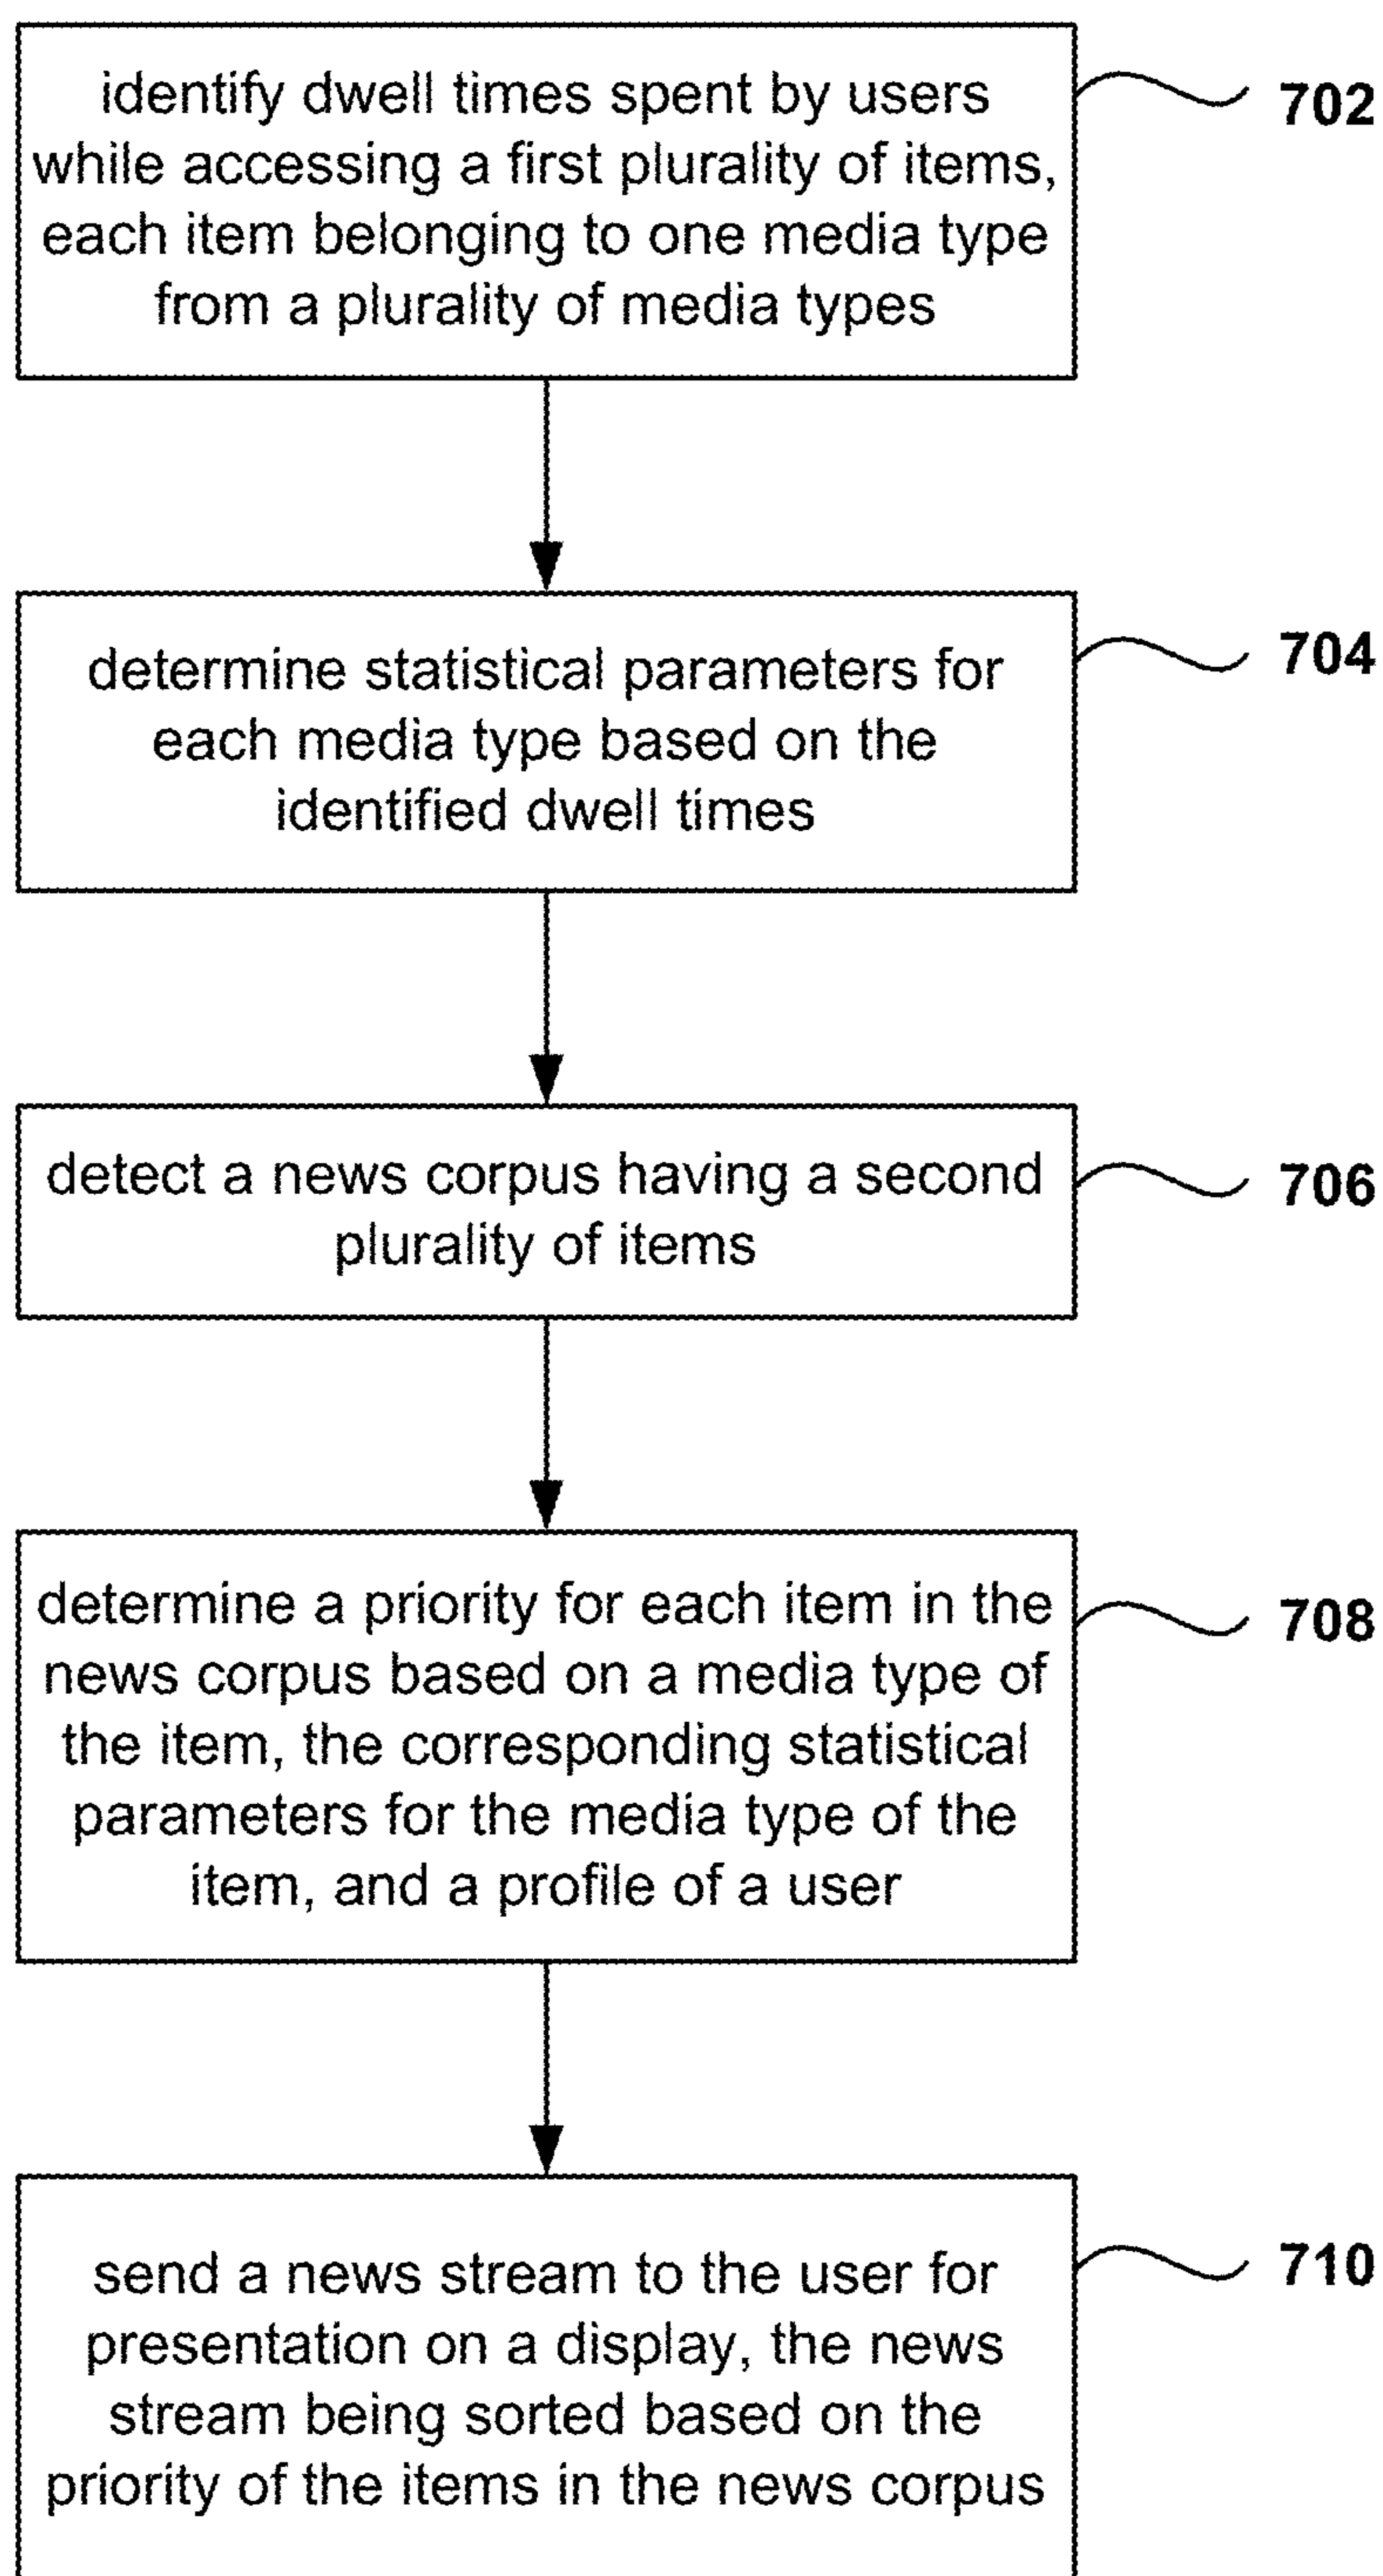 identify dwell times spent by users
while accessing a first plurality of items,
each item belonging to one media type
from a plurality of media types
702
determine statistical parameters for
each media type based on the
identified dwell times
704
detect a news corpus having a second
plurality of items
706
determine a priority for each item in the
news corpus based on a media type of
the item, the corresponding statistical
parameters for the media type of the
item, and a profile of a user
708
send a news stream to the user for
presentation on a display, the news
stream being sorted based on the
priority of the items in the news corpus
710